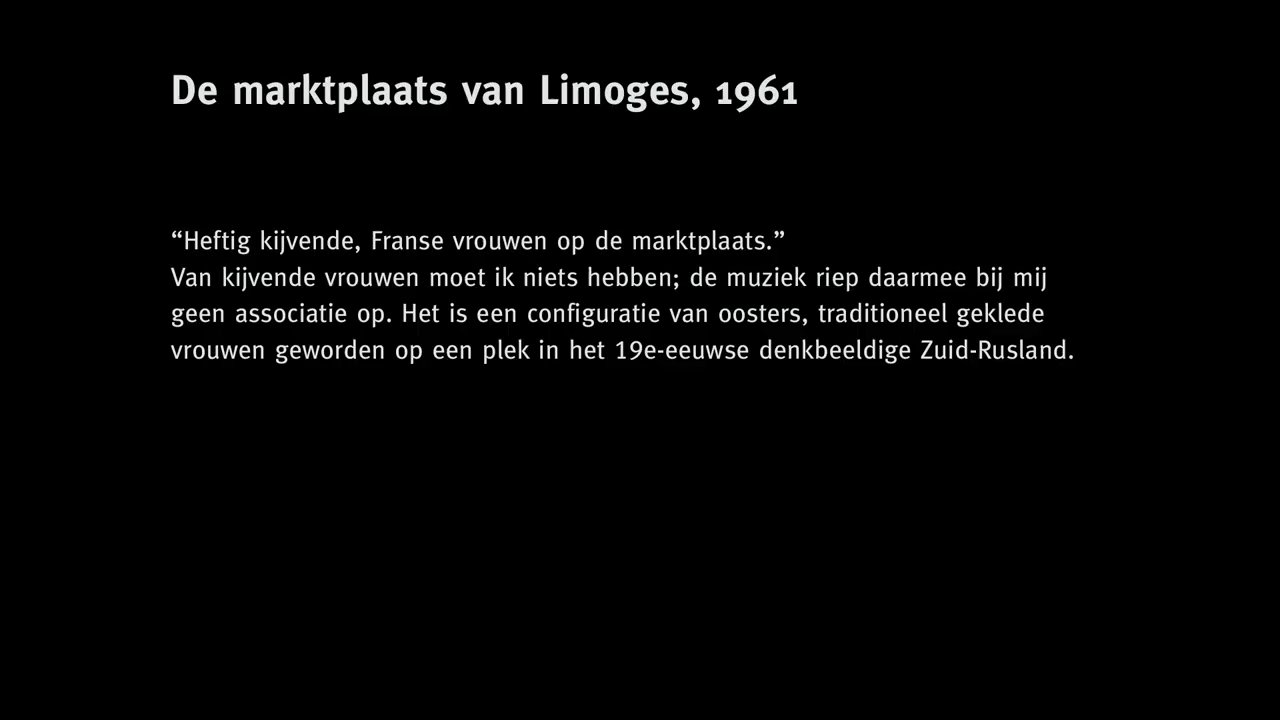 De marktplaats van Limoges, 1961
“Heftig kijvende, Franse vrouwen op de marktplaats.”
Van kijvende vrouwen moet ik niets hebben; de muziek riep daarmee bij mij
geen associatie op. Het is een configuratie van oosters, traditioneel geklede
vrouwen geworden op een plek in het 19e-eeuwse denkbeeldige Zuid-Rusland.